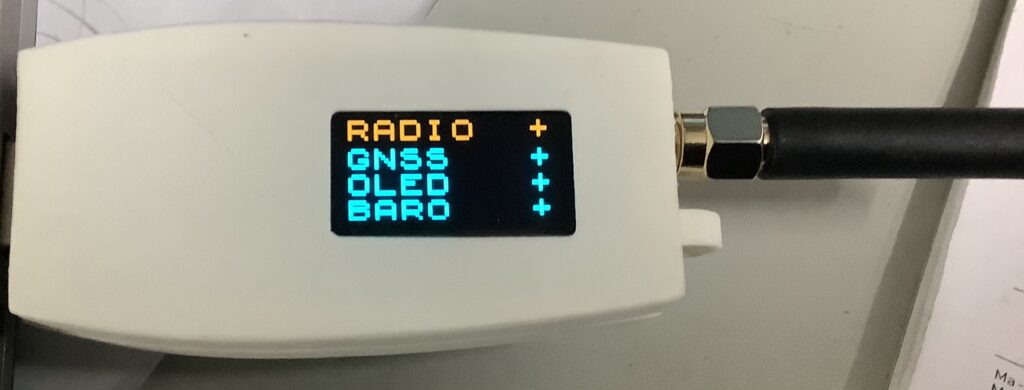 RADIO +
GNSS +
OLED +
BARO +